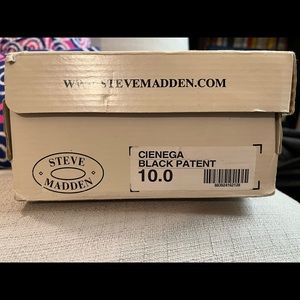 WWW.STEVEMADDEN.COM
STEVE
MADDEN
CIENEGA
BLACK PATENT
10.0